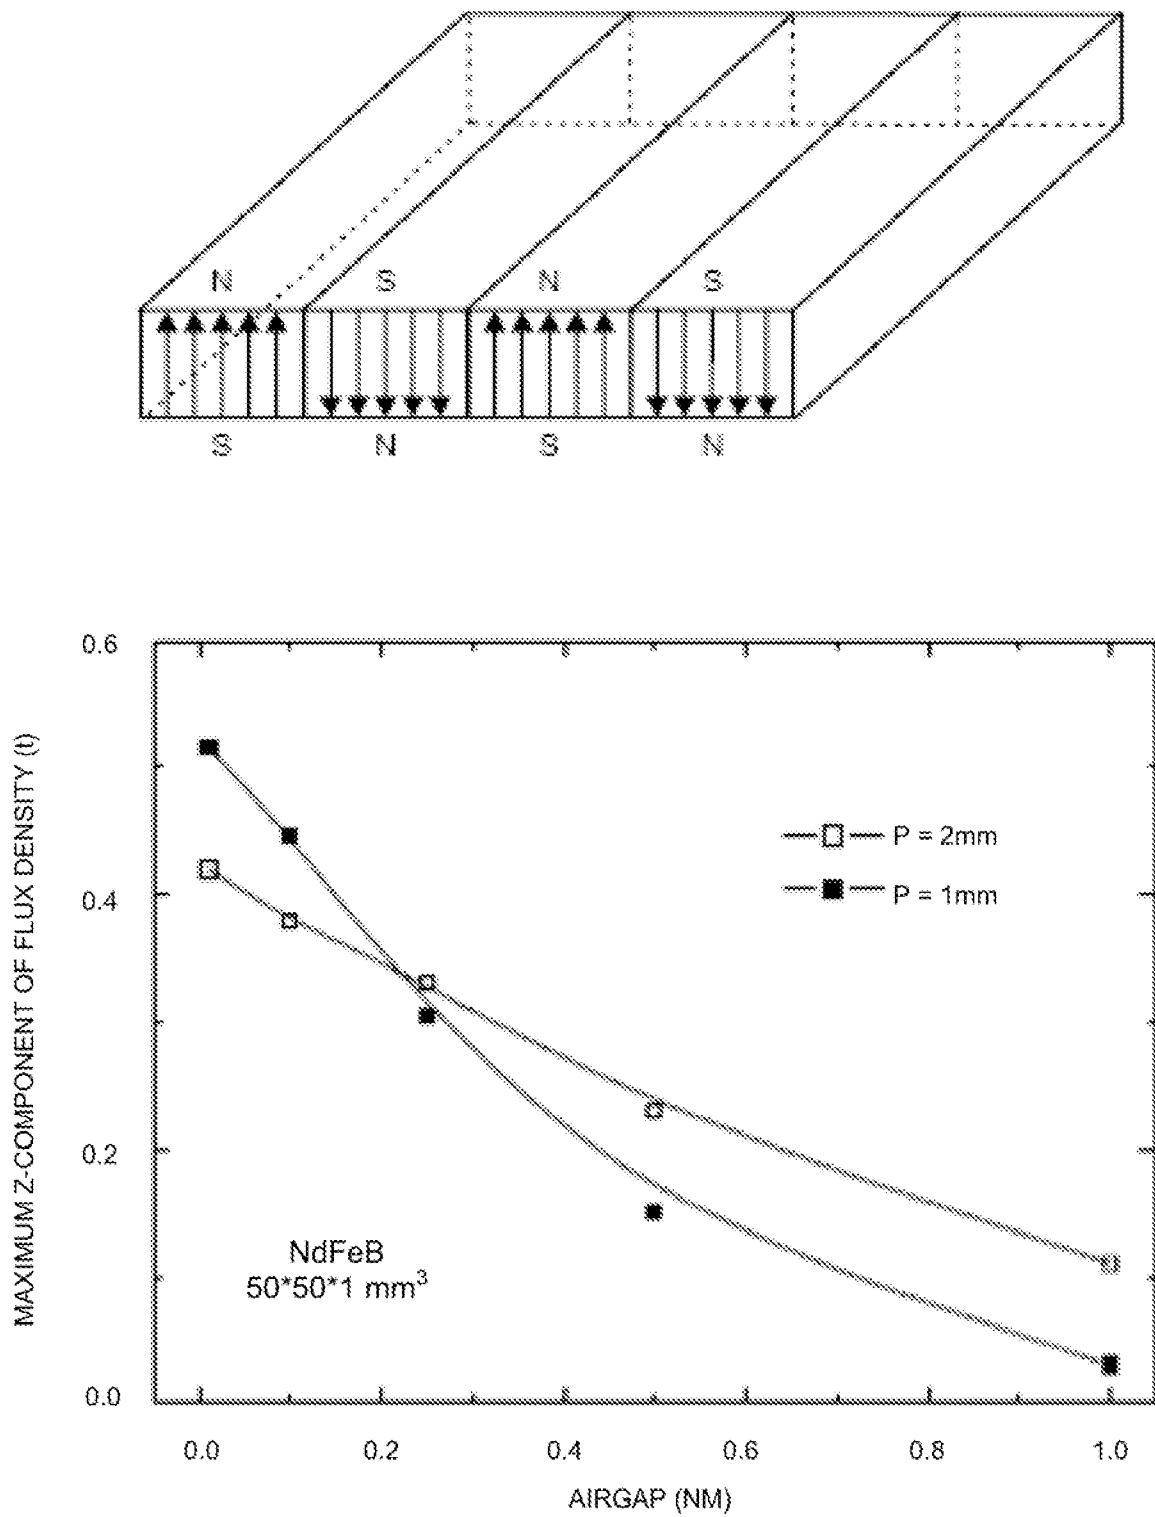 N S N S
S N S N
0.6
0.4
0.2
0.0
MAXIMUM Z-COMPONENT OF FLUX DENSITY (t)
P = 2mm
P = 1mm
NdFeB
50*50*1 mm³
0.0 0.2 0.4 0.6 0.8 1.0
AIRGAP (NM)